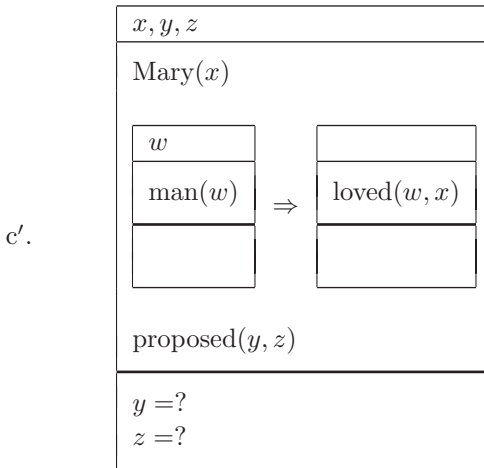 x, y, z
Mary(x)
w
man(w) ⇒ loved(w, x)
c′.
proposed(y, z)
y =?
z =?